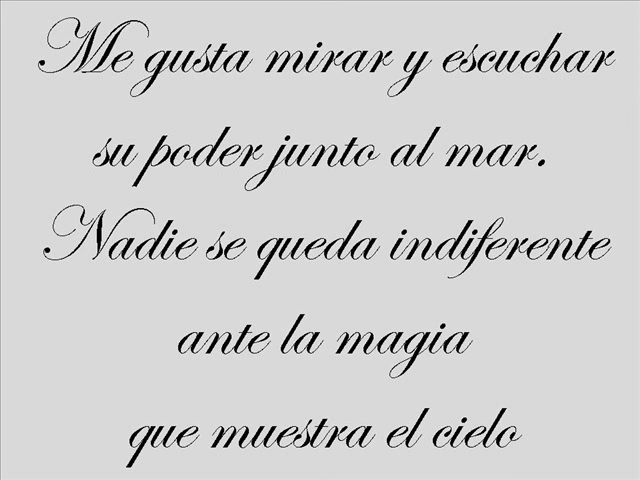 Me gusta mirar y escuchar
su poder junto al mar.
Nadie se queda indiferente
ante la magia
que muestra el cielo